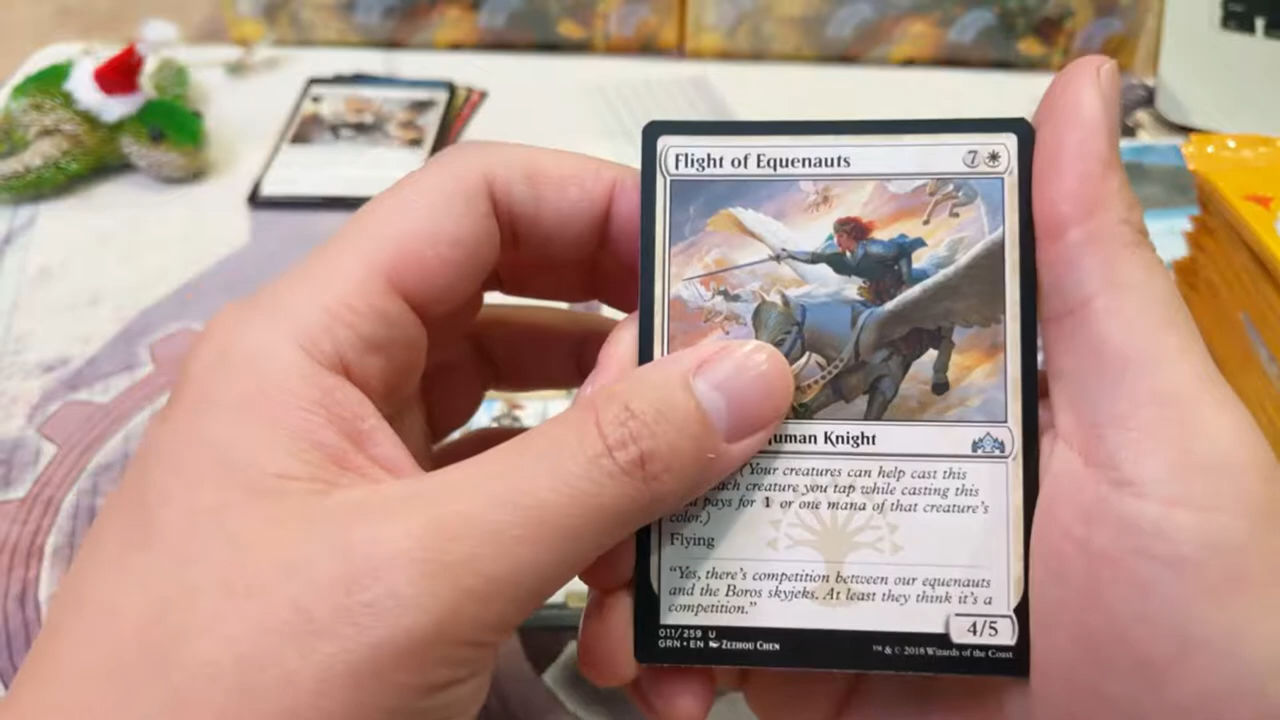 Flight of Equenauts 7
uman Knight
(Your creatures can help cast this
ach creature you tap while casting this
pays for 1 or one mana of that creature's
color.)
Flying
"Yes, there's competition between our equenauts
and the Boros skyjeks. At least they think it's a
competition."
4/5
011/259 U
GRN • EN Zezhou Chen
™ & © 2018 Wizards of the Coast